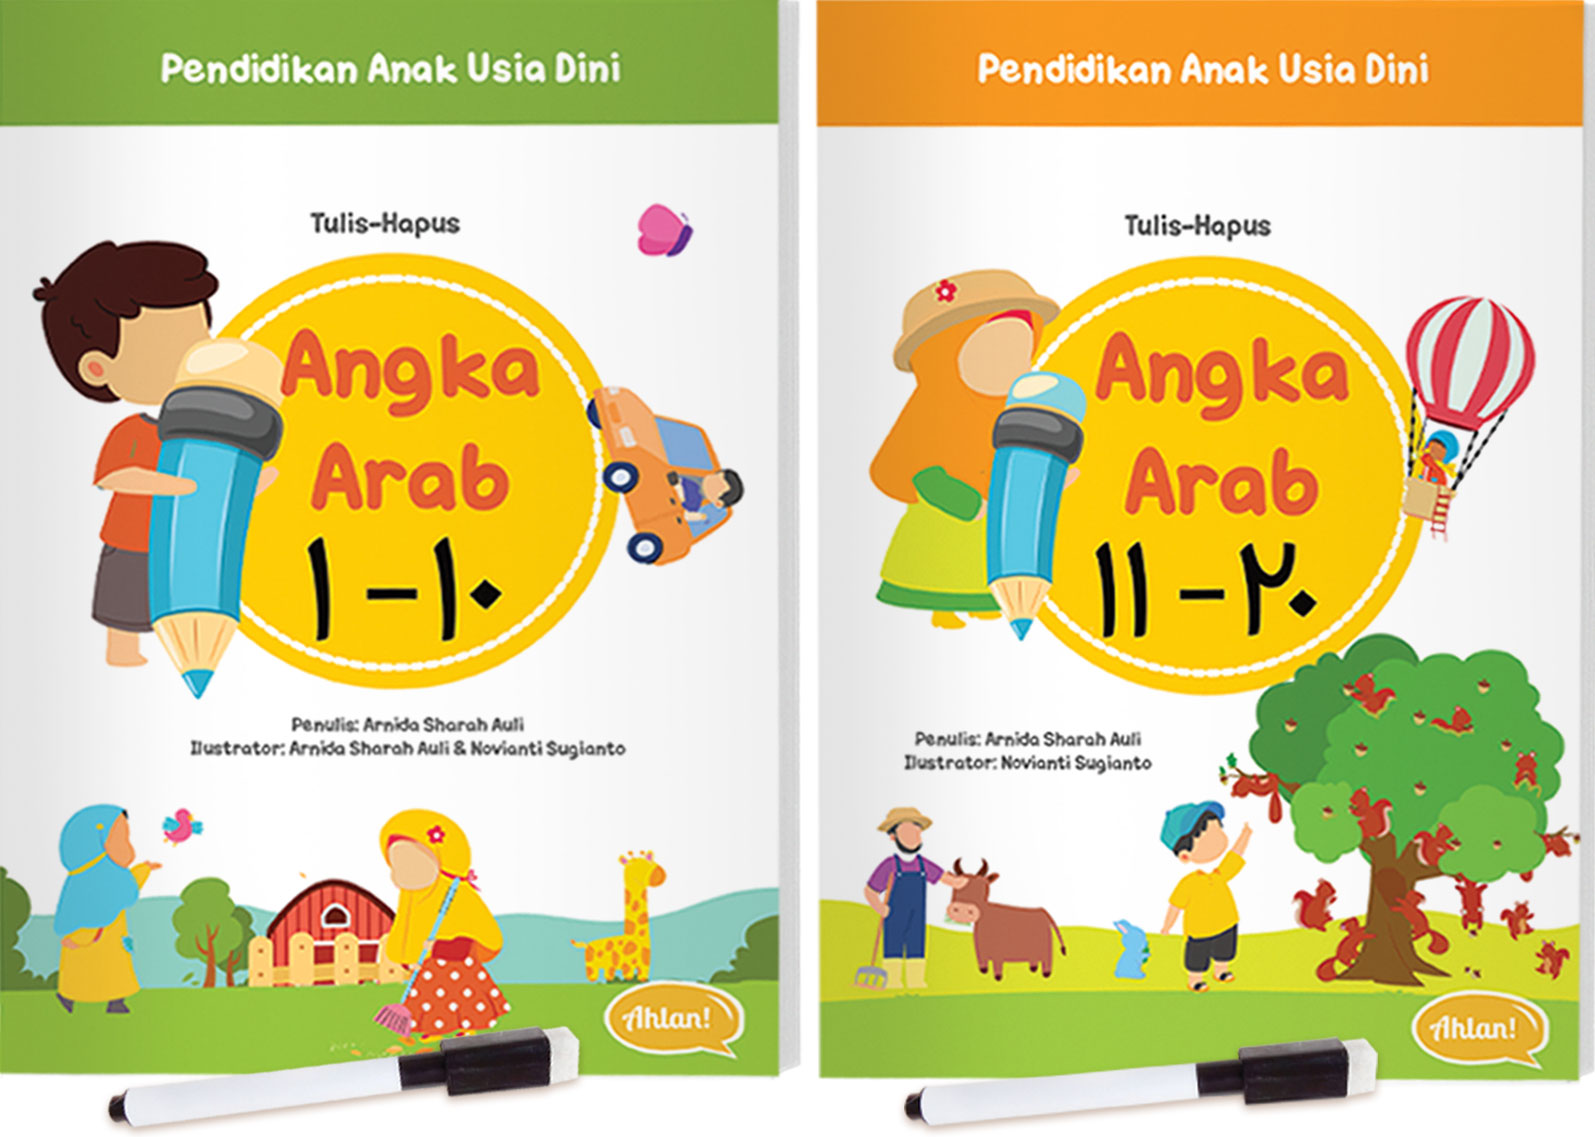 Pendidikan Anak Usia Dini
Tulis-Hapus
Angka
Arab
١ - ١٠
Penulis: Arnida Sharah Auli
Ilustrator: Arnida Sharah Auli & Novianti Sugianto
Ahlan!
Pendidikan Anak Usia Dini
Tulis-Hapus
Angka
Arab
١١ - ٢٠
Penulis: Arnida Sharah Auli
Ilustrator: Novianti Sugianto
Ahlan!